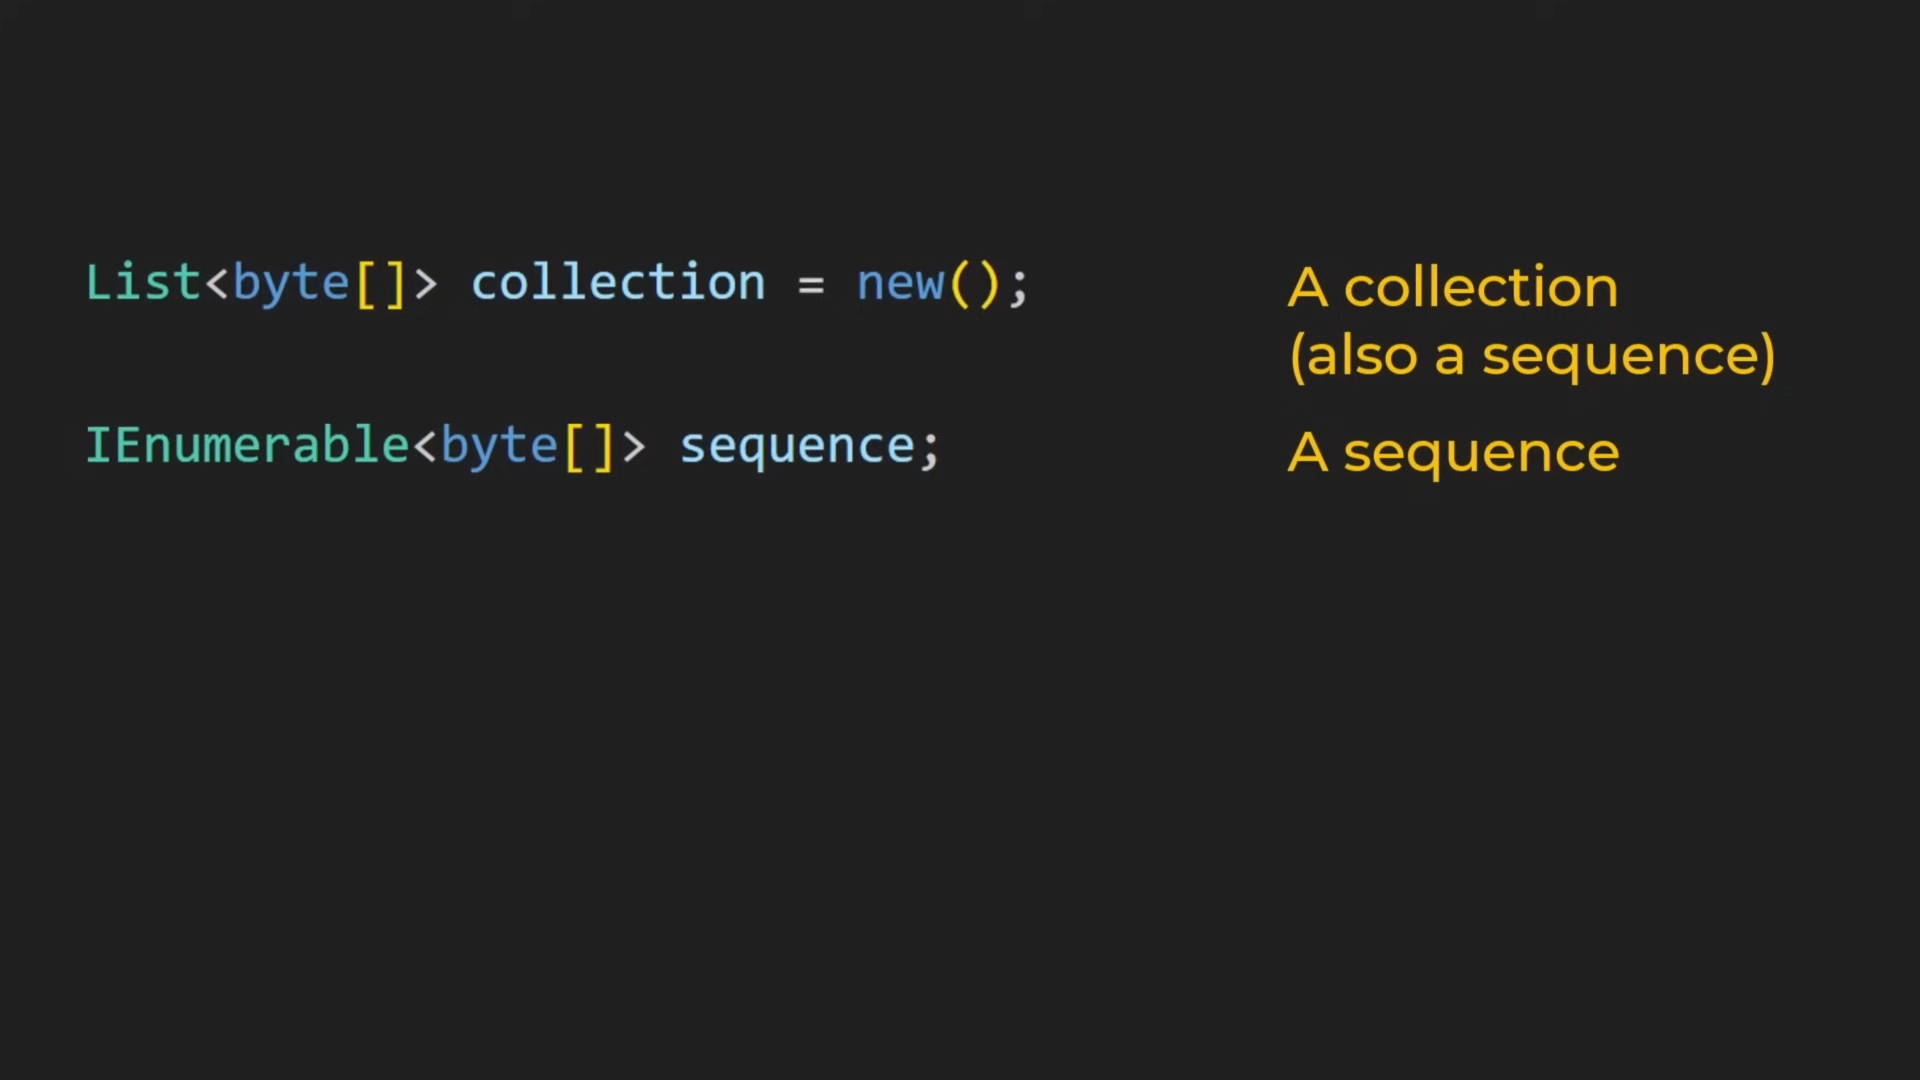 List<byte[]> collection = new();
A collection
(also a sequence)
IEnumerable<byte[]> sequence;
A sequence